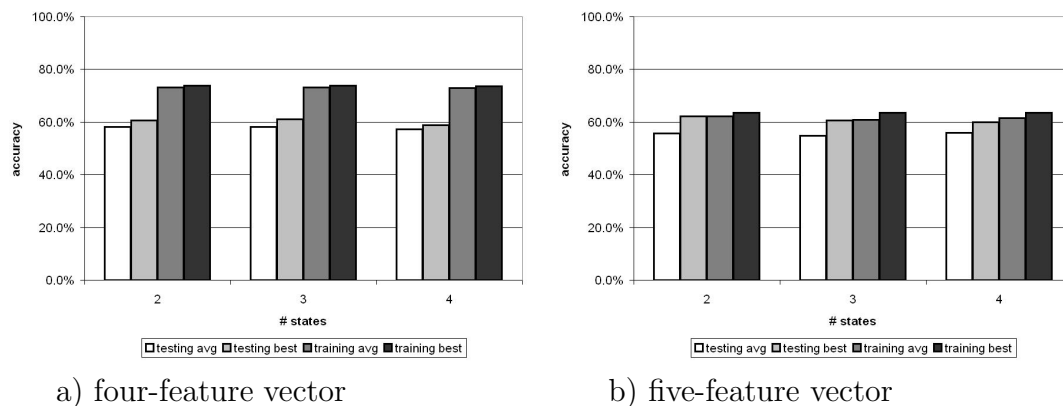 100.0%
80.0%
60.0%
40.0%
20.0%
0.0%
accuracy
2 3 4
# states
testing avg testing best training avg training best
a) four-feature vector
100.0%
80.0%
60.0%
40.0%
20.0%
0.0%
accuracy
2 3 4
# states
testing avg testing best training avg training best
b) five-feature vector